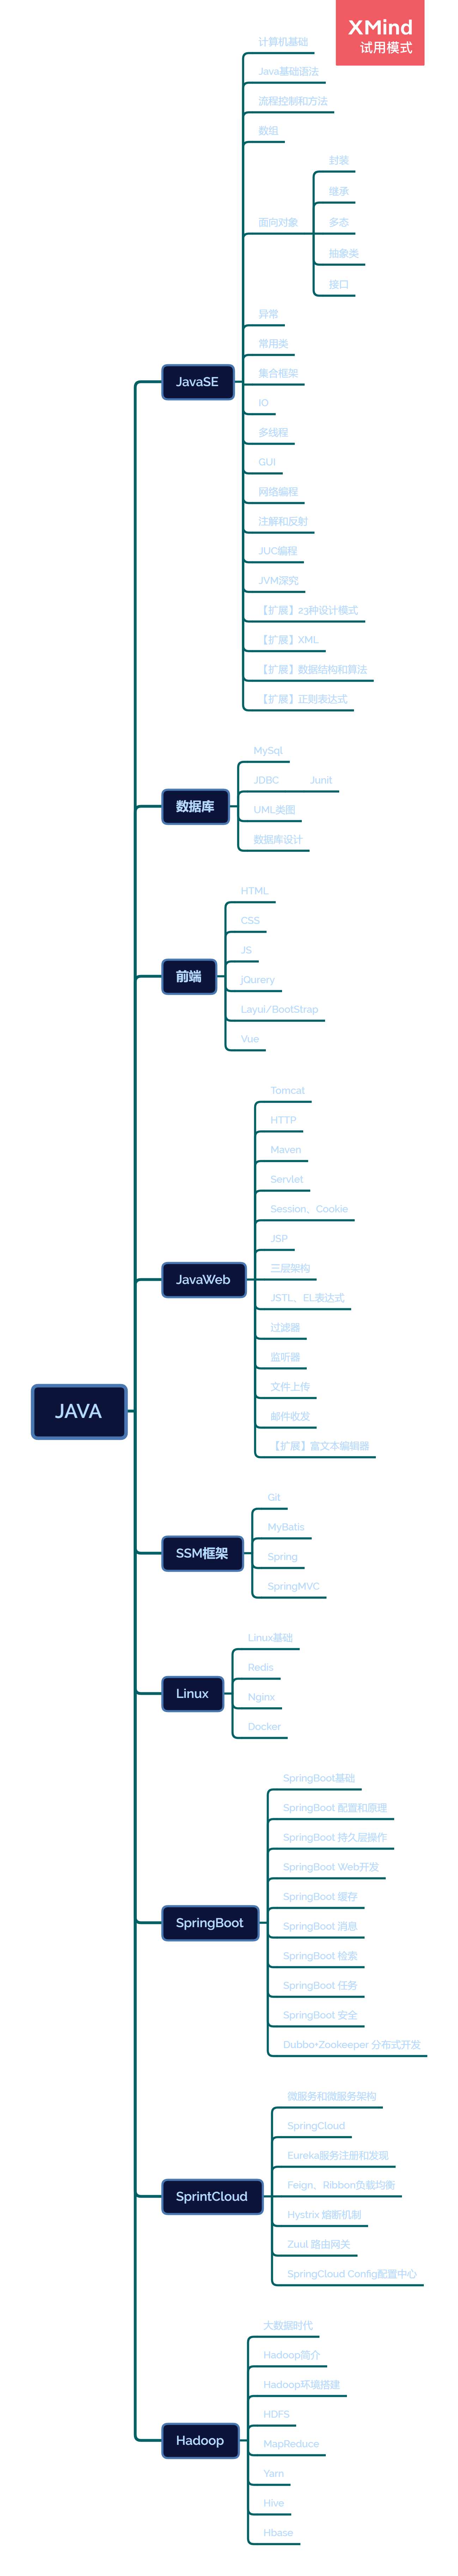 XMind
试用模式
JAVA
JavaSE
计算机基础
Java基础语法
流程控制和方法
数组
面向对象
封装
继承
多态
抽象类
接口
异常
常用类
集合框架
IO
多线程
GUI
网络编程
注解和反射
JUC编程
JVM深究
【扩展】23种设计模式
【扩展】XML
【扩展】数据结构和算法
【扩展】正则表达式
数据库
MySql
JDBC
Junit
UML类图
数据库设计
前端
HTML
CSS
JS
jQurery
Layui/BootStrap
Vue
JavaWeb
Tomcat
HTTP
Maven
Servlet
Session、Cookie
JSP
三层架构
JSTL、EL表达式
过滤器
监听器
文件上传
邮件收发
【扩展】富文本编辑器
SSM框架
Git
MyBatis
Spring
SpringMVC
Linux
Linux基础
Redis
Nginx
Docker
SpringBoot
SpringBoot基础
SpringBoot 配置和原理
SpringBoot 持久层操作
SpringBoot Web开发
SpringBoot 缓存
SpringBoot 消息
SpringBoot 检索
SpringBoot 任务
SpringBoot 安全
Dubbo+Zookeeper 分布式开发
SprintCloud
微服务和微服务架构
SpringCloud
Eureka服务注册和发现
Feign、Ribbon负载均衡
Hystrix 熔断机制
Zuul 路由网关
SpringCloud Config配置中心
Hadoop
大数据时代
Hadoop简介
Hadoop环境搭建
HDFS
MapReduce
Yarn
Hive
Hbase